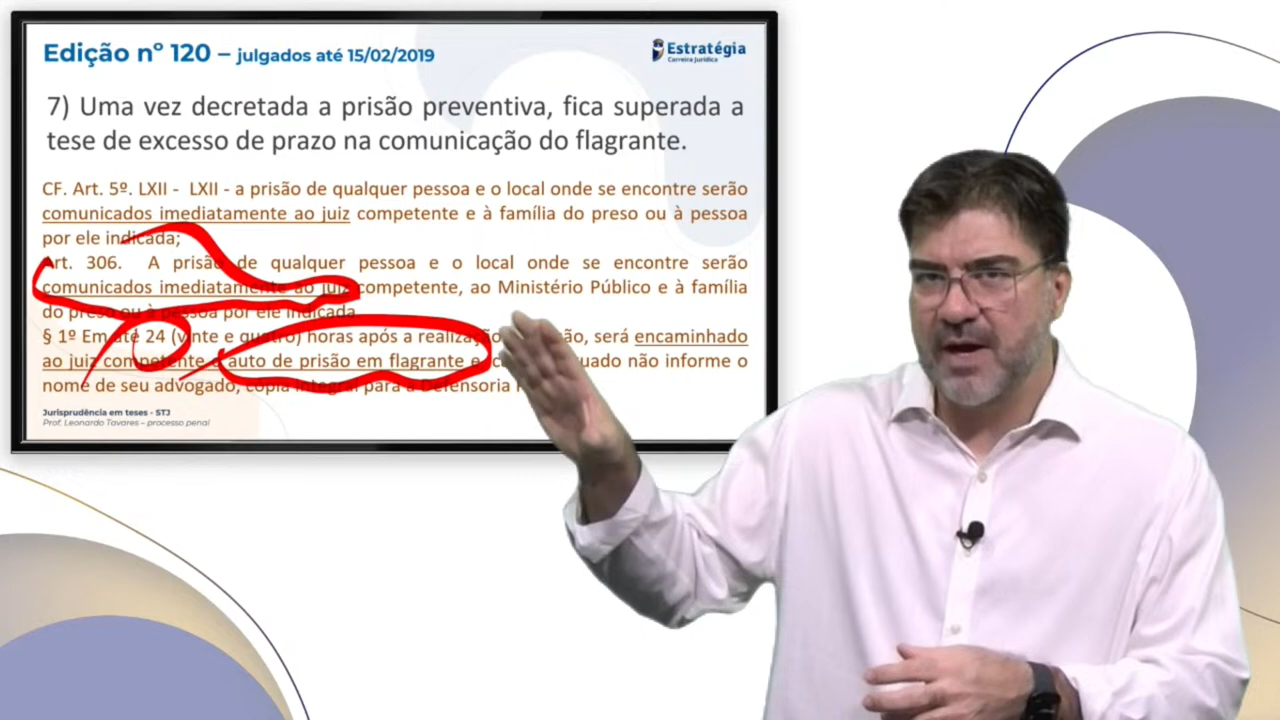 Edição nº 120 – julgados até 15/02/2019
Estratégia
Carreira Jurídica
7) Uma vez decretada a prisão preventiva, fica superada a
tese de excesso de prazo na comunicação do flagrante.
CF. Art. 5º. LXII - LXII - a prisão de qualquer pessoa e o local onde se encontre serão
comunicados imediatamente ao juiz competente e à família do preso ou à pessoa
por ele indicada;
Art. 306. A prisão de qualquer pessoa e o local onde se encontre serão
comunicados imediatamente ao juiz competente, ao Ministério Público e à família
do preso ou à pessoa por ele indicada
§ 1º Em até 24 (vinte e quatro) horas após a realização será encaminhado
ao juiz competente o auto de prisão em flagrante e não informe o
nome de seu advogado, cópia integral para a Defensoria
Jurisprudência em teses - STJ
Prof. Leonardo Tavares – processo penal